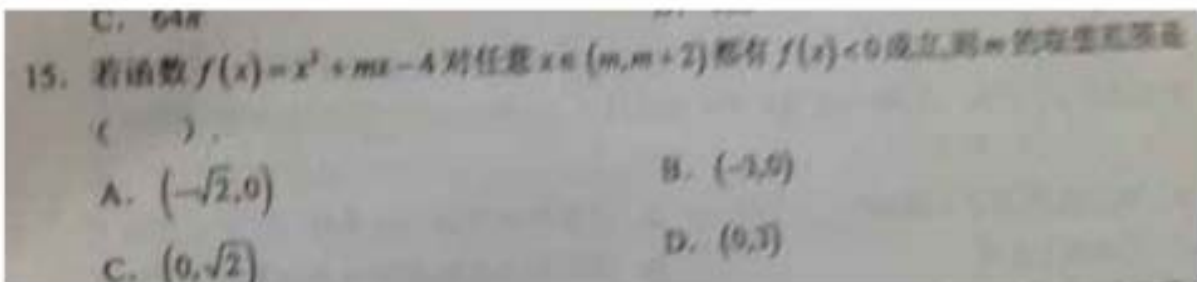 C. 64π
15. 若函数 f(x)=x²+mx-4 对任意 x∈(m,m+2) 都有 f(x)<0 成立,则 m 的取值范围是
(    ).
A. (-√2,0)
B. (-3,0)
C. (0,√2)
D. (0,3)